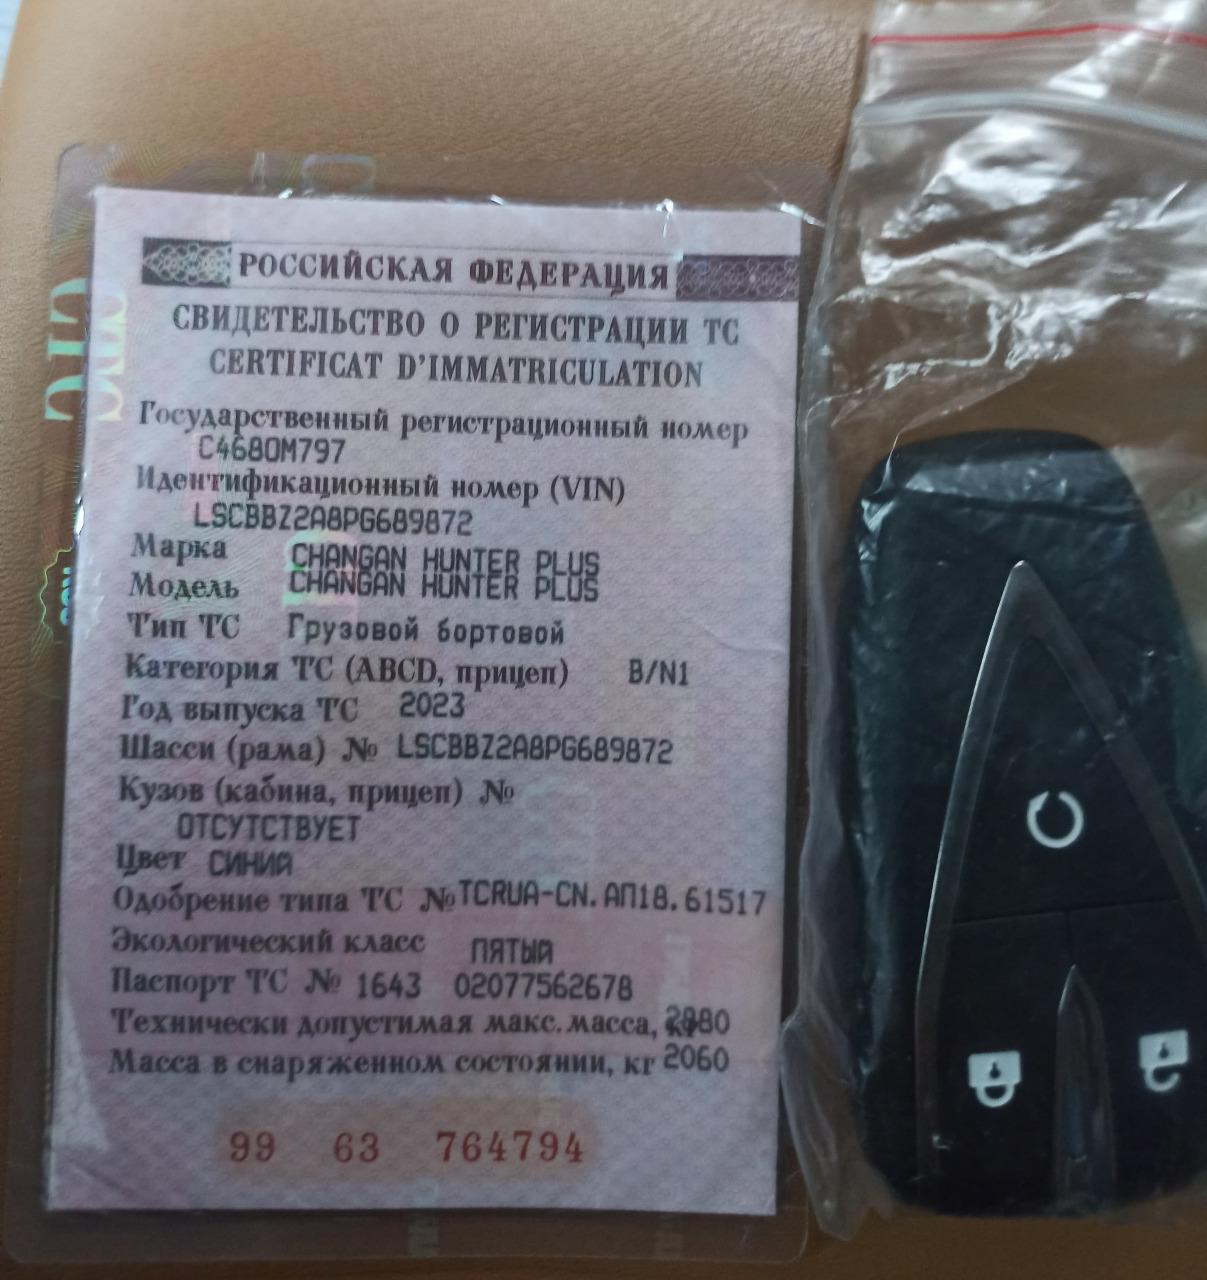 РОССИЙСКАЯ ФЕДЕРАЦИЯ
СВИДЕТЕЛЬСТВО О РЕГИСТРАЦИИ ТС
CERTIFICAT D'IMMATRICULATION
Государственный регистрационный номер
С468ОМ797
Идентификационный номер (VIN)
LSCBBZ2A8PG689872
Марка CHANGAN HUNTER PLUS
Модель CHANGAN HUNTER PLUS
Тип ТС Грузовой бортовой
Категория ТС (ABCD, прицеп) B/N1
Год выпуска ТС 2023
Шасси (рама) № LSCBBZ2A8PG689872
Кузов (кабина, прицеп) №
ОТСУТСТВУЕТ
Цвет СИНИЙ
Одобрение типа ТС № ТСRUA-CN.АП18.61517
Экологический класс ПЯТЫЙ
Паспорт ТС № 1643 02077562678
Технически допустимая макс. масса, кг
Масса в снаряженном состоянии, кг 2060
99 63 764794